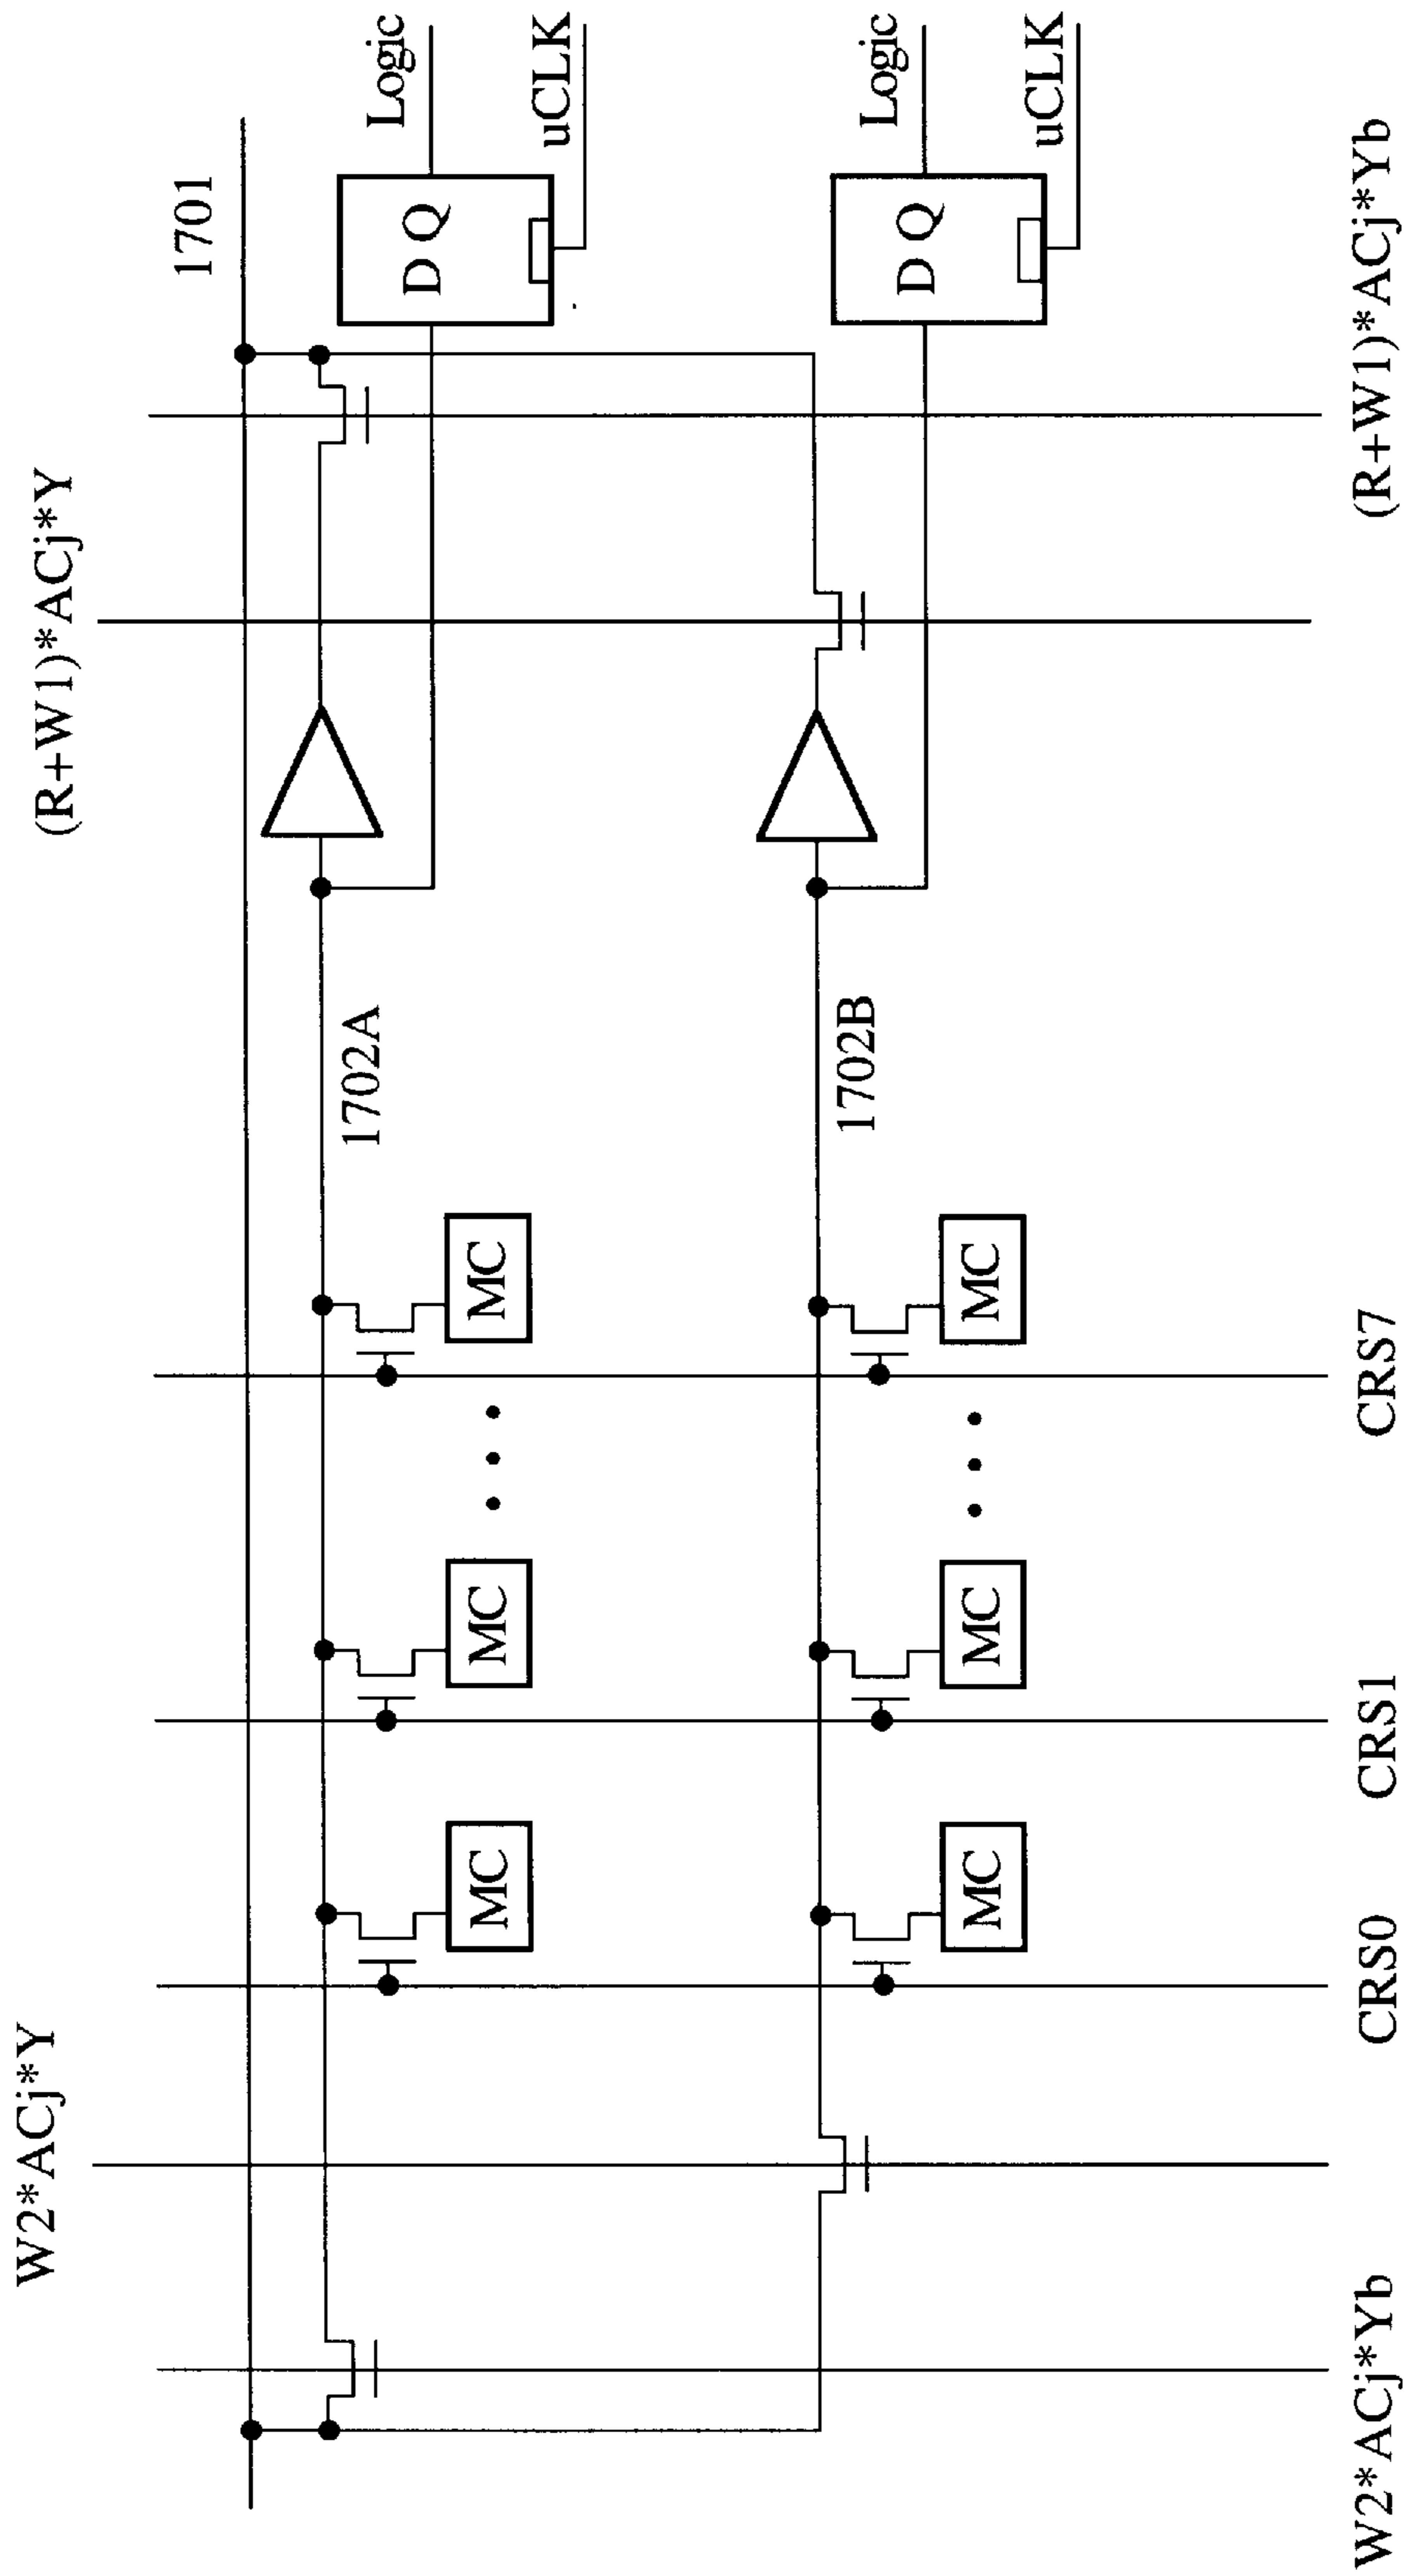 (R+W1)*ACj*Y
W2*ACj*Y
1701
Logic
uCLK
D Q
1702A
MC
MC
MC
Logic
uCLK
D Q
1702B
MC
MC
MC
W2*ACj*Yb
CRS0
CRS1
CRS7
(R+W1)*ACj*Yb